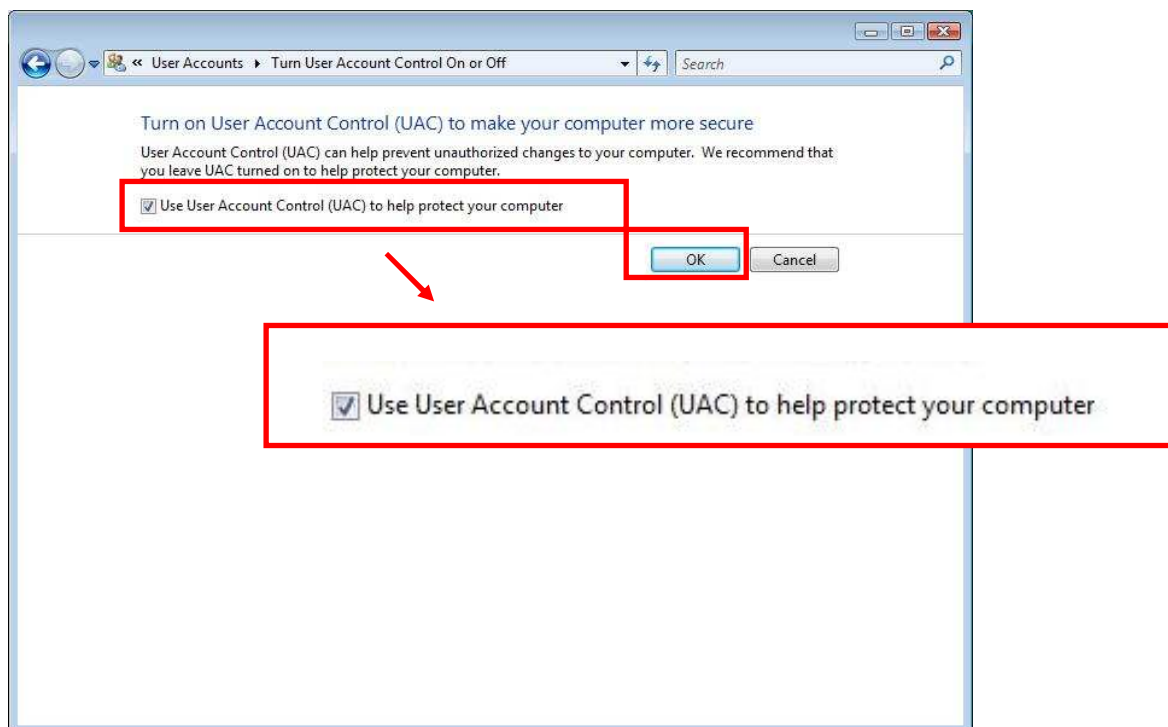 « User Accounts ▸ Turn User Account Control On or Off
Search
Turn on User Account Control (UAC) to make your computer more secure
User Account Control (UAC) can help prevent unauthorized changes to your computer. We recommend that
you leave UAC turned on to help protect your computer.
Use User Account Control (UAC) to help protect your computer
OK
Cancel
Use User Account Control (UAC) to help protect your computer